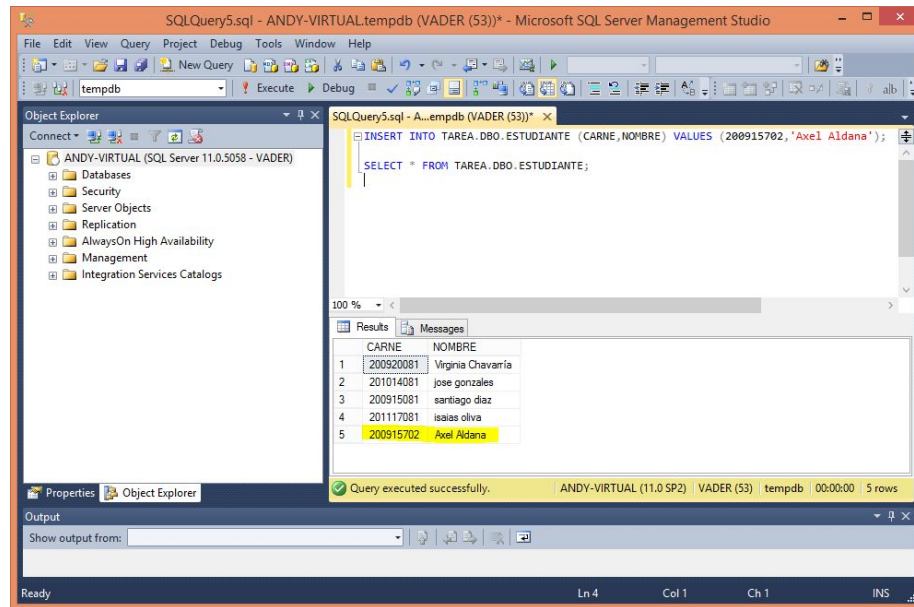 SQLQuery5.sql - ANDY-VIRTUAL.tempdb (VADER (53))* - Microsoft SQL Server Management Studio
File Edit View Query Project Debug Tools Window Help
New Query
tempdb Execute Debug
Object Explorer
Connect
ANDY-VIRTUAL (SQL Server 11.0.5058 - VADER)
Databases
Security
Server Objects
Replication
AlwaysOn High Availability
Management
Integration Services Catalogs
Properties Object Explorer
SQLQuery5.sql - A...empdb (VADER (53))*
INSERT INTO TAREA.DBO.ESTUDIANTE (CARNE,NOMBRE) VALUES (200915702,'Axel Aldana');
SELECT * FROM TAREA.DBO.ESTUDIANTE;
100 %
Results Messages
CARNE NOMBRE
1 200920081 Virginia Chavarría
2 201014081 jose gonzales
3 200915081 santiago diaz
4 201117081 isaias oliva
5 200915702 Axel Aldana
Query executed successfully. ANDY-VIRTUAL (11.0 SP2) VADER (53) tempdb 00:00:00 5 rows
Output
Show output from:
Ready Ln 4 Col 1 Ch 1 INS